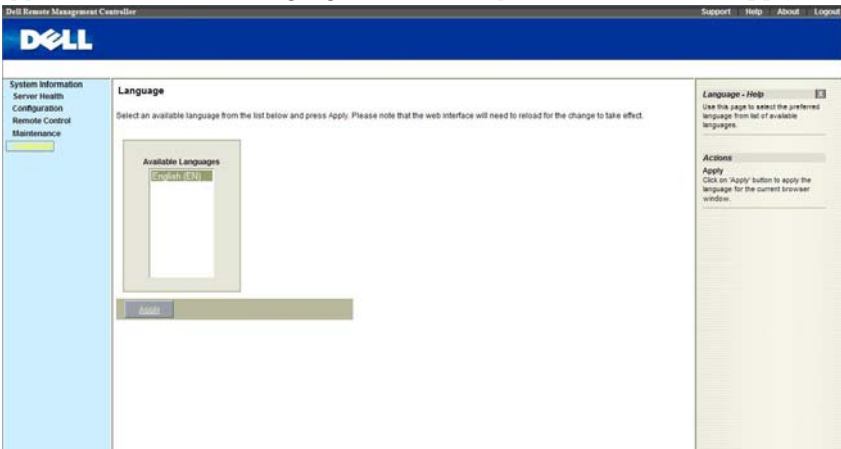 Dell Remote Management Controller
Support Help About Logout
DELL
System Information
Server Health
Configuration
Remote Control
Maintenance
Language
Select an available language from the list below and press Apply. Please note that the web interface will need to reload for the change to take effect.
Available Languages
English (EN)
Apply
Language - Help
X
Use this page to select the preferred
language from list of available
languages.
Actions
Apply
Click on 'Apply' button to apply the
language for the current browser
window.